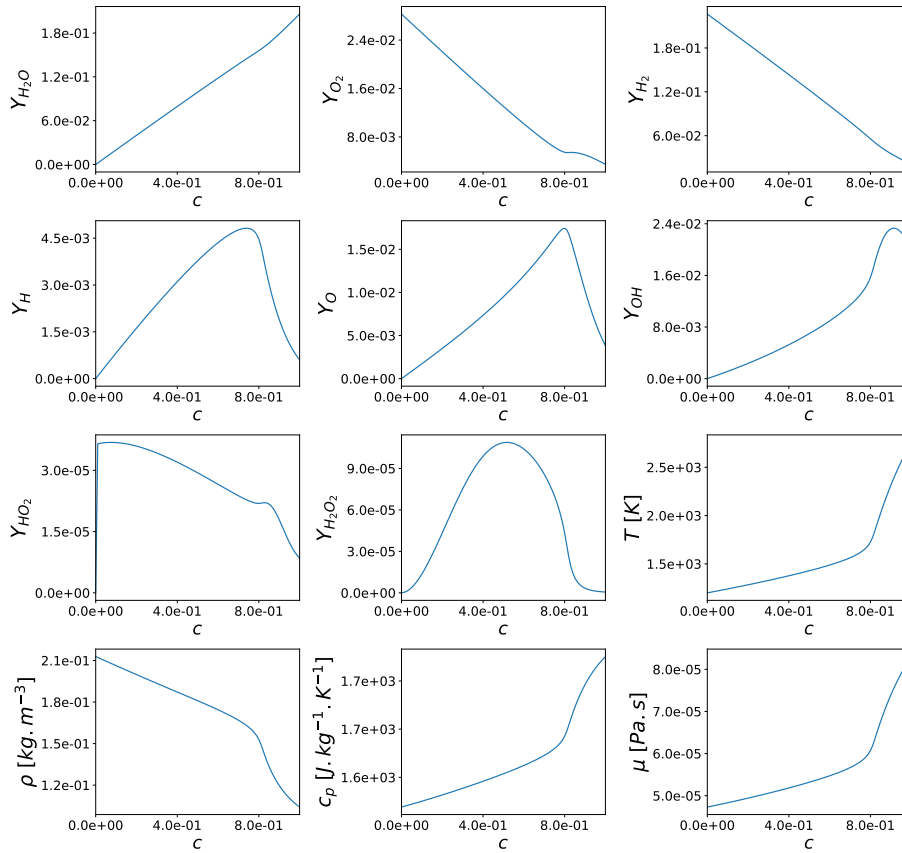 Y_{H_2O}
1.8e-01
1.2e-01
6.0e-02
0.0e+00
0.0e+00 4.0e-01 8.0e-01
c
Y_{O_2}
2.4e-02
1.6e-02
8.0e-03
0.0e+00 4.0e-01 8.0e-01
c
Y_{H_2}
1.8e-01
1.2e-01
6.0e-02
0.0e+00 4.0e-01 8.0e-01
c
Y_H
4.5e-03
3.0e-03
1.5e-03
0.0e+00
0.0e+00 4.0e-01 8.0e-01
c
Y_O
1.5e-02
1.0e-02
5.0e-03
0.0e+00
0.0e+00 4.0e-01 8.0e-01
c
Y_{OH}
2.4e-02
1.6e-02
8.0e-03
0.0e+00
0.0e+00 4.0e-01 8.0e-01
c
Y_{HO_2}
3.0e-05
1.5e-05
0.0e+00
0.0e+00 4.0e-01 8.0e-01
c
Y_{H_2O_2}
9.0e-05
6.0e-05
3.0e-05
0.0e+00
0.0e+00 4.0e-01 8.0e-01
c
T [K]
2.5e+03
2.0e+03
1.5e+03
0.0e+00 4.0e-01 8.0e-01
c
ρ [kg.m^{-3}]
2.1e-01
1.8e-01
1.5e-01
1.2e-01
0.0e+00 4.0e-01 8.0e-01
c
c_p [J.kg^{-1}.K^{-1}]
1.7e+03
1.7e+03
1.6e+03
0.0e+00 4.0e-01 8.0e-01
c
μ [Pa.s]
8.0e-05
7.0e-05
6.0e-05
5.0e-05
0.0e+00 4.0e-01 8.0e-01
c